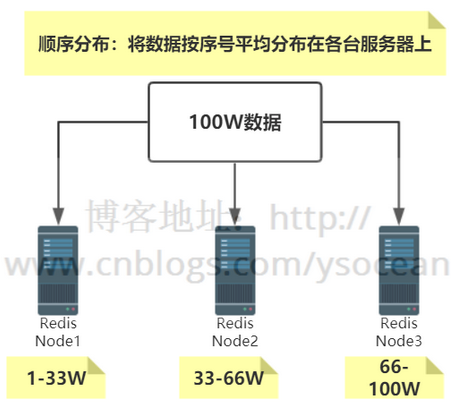 顺序分布：将数据按序号平均分布在各台服务器上
100W数据
博客地址：http://
www.cnblogs.com/ysocean
Redis
Node1
Redis
Node2
Redis
Node3
1-33W
33-66W
66-
100W